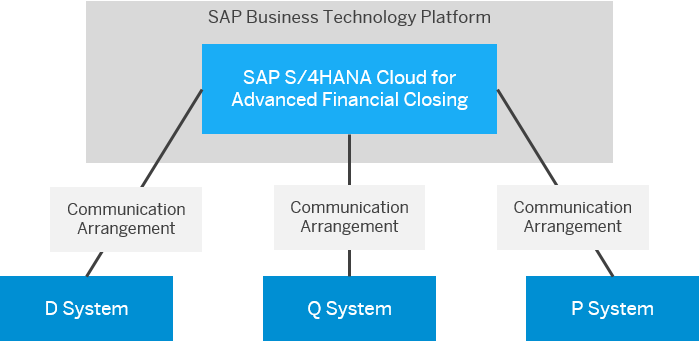 SAP Business Technology Platform
SAP S/4HANA Cloud for
Advanced Financial Closing
Communication
Arrangement
Communication
Arrangement
Communication
Arrangement
D System
Q System
P System